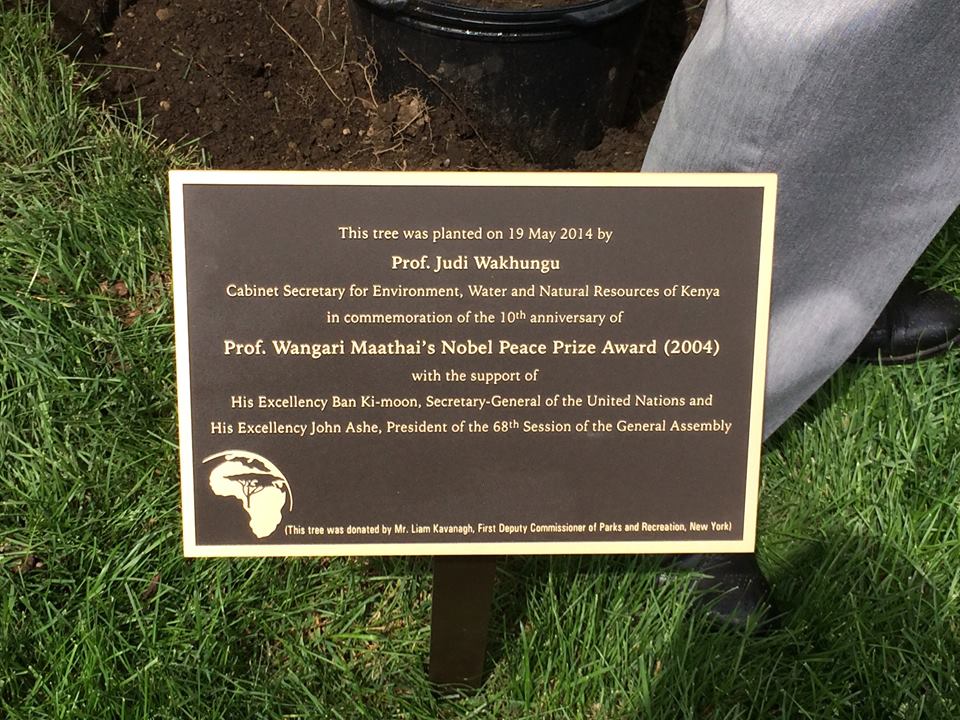 This tree was planted on 19 May 2014 by
Prof. Judi Wakhungu
Cabinet Secretary for Environment, Water and Natural Resources of Kenya
in commemoration of the 10th anniversary of
Prof. Wangari Maathai's Nobel Peace Prize Award (2004)
with the support of
His Excellency Ban Ki-moon, Secretary-General of the United Nations and
His Excellency John Ashe, President of the 68th Session of the General Assembly
(This tree was donated by Mr. Liam Kavanagh, First Deputy Commissioner of Parks and Recreation, New York)